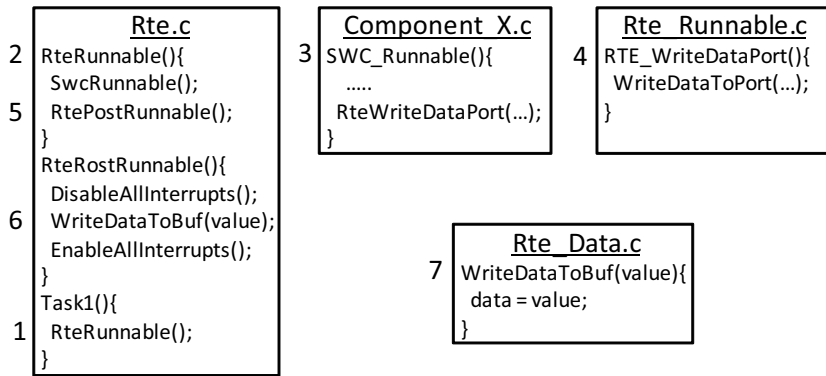 Rte.c
2 RteRunnable(){
SwcRunnable();
5 RtePostRunnable();
}
RteRostRunnable(){
DisableAllInterrupts();
6 WriteDataToBuf(value);
EnableAllInterrupts();
}
Task1(){
1 RteRunnable();
}
Component_X.c
3 SWC_Runnable(){
.....
RteWriteDataPort(...);
}
Rte_Runnable.c
4 RTE_WriteDataPort(){
WriteDataToPort(...);
}
Rte_Data.c
7 WriteDataToBuf(value){
data = value;
}